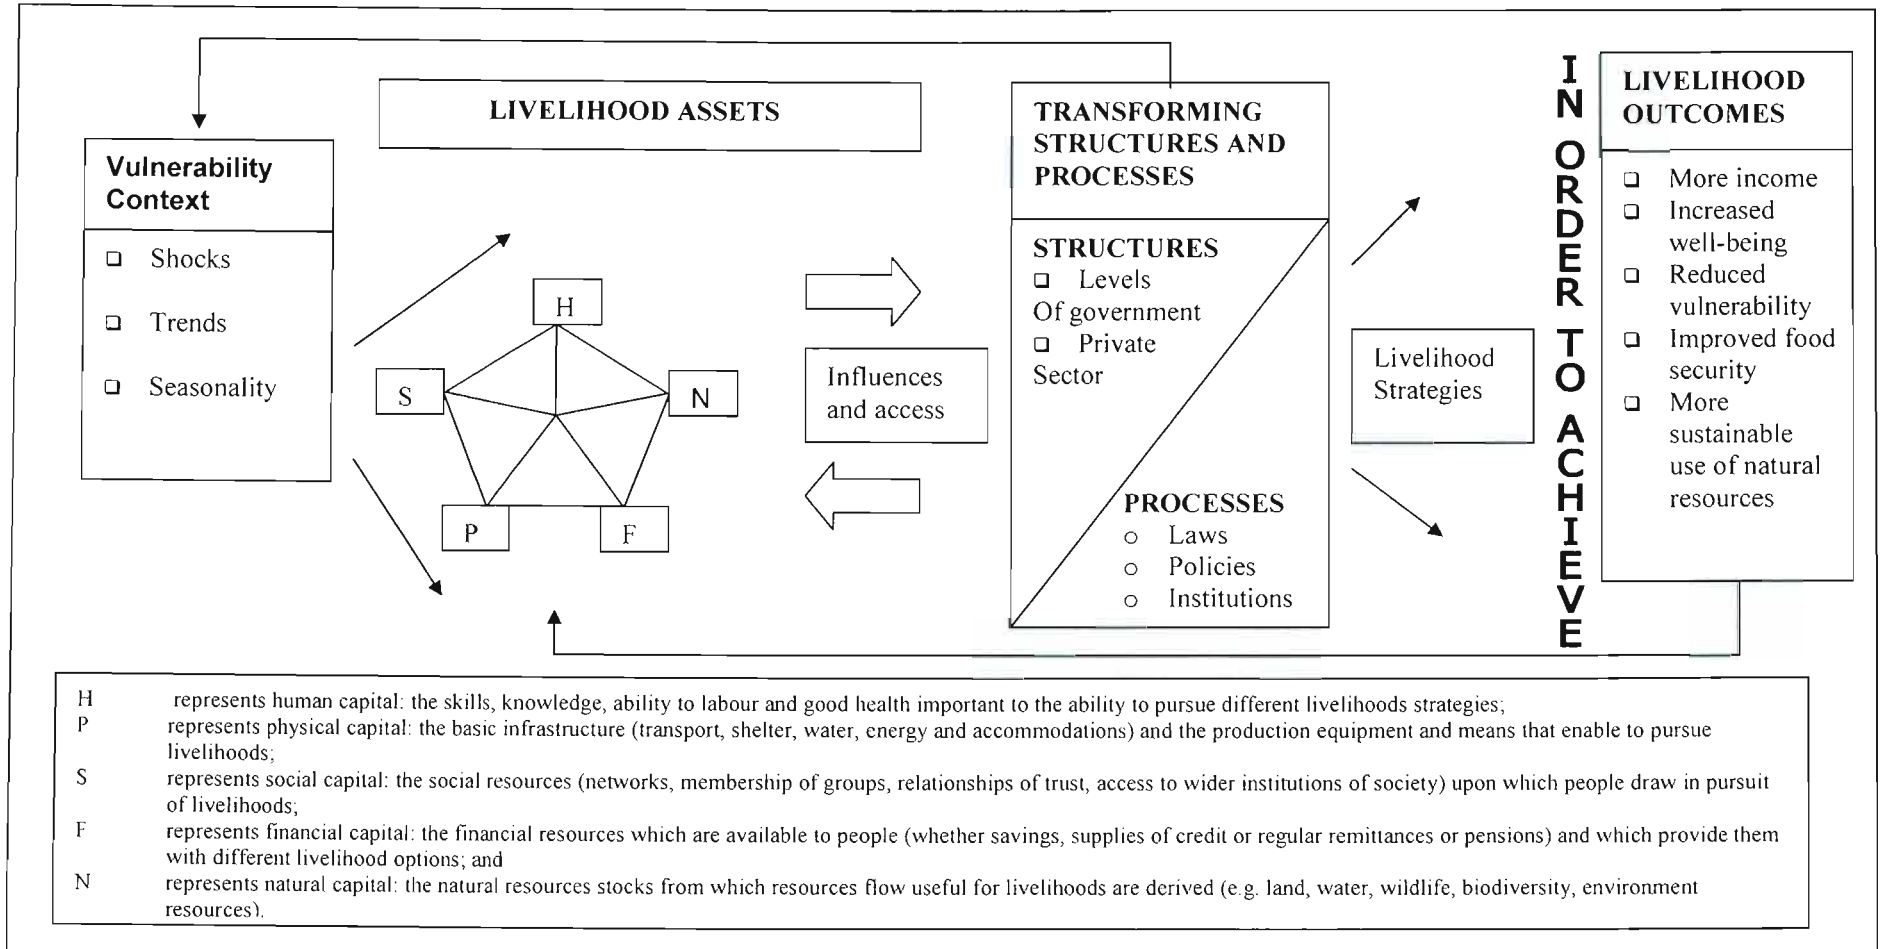 LIVELIHOOD ASSETS
Vulnerability
Context
❑ Shocks
❑ Trends
❑ Seasonality
H
S
N
P
F
Influences
and access
TRANSFORMING
STRUCTURES AND
PROCESSES
STRUCTURES
❑ Levels
Of government
❑ Private
Sector
PROCESSES
○ Laws
○ Policies
○ Institutions
Livelihood
Strategies
IN ORDER TO ACHIEVE
LIVELIHOOD
OUTCOMES
❑ More income
❑ Increased
well-being
❑ Reduced
vulnerability
❑ Improved food
security
❑ More
sustainable
use of natural
resources
H represents human capital: the skills, knowledge, ability to labour and good health important to the ability to pursue different livelihoods strategies;
P represents physical capital: the basic infrastructure (transport, shelter, water, energy and accommodations) and the production equipment and means that enable to pursue
livelihoods;
S represents social capital: the social resources (networks, membership of groups, relationships of trust, access to wider institutions of society) upon which people draw in pursuit
of livelihoods;
F represents financial capital: the financial resources which are available to people (whether savings, supplies of credit or regular remittances or pensions) and which provide them
with different livelihood options; and
N represents natural capital: the natural resources stocks from which resources flow useful for livelihoods are derived (e.g. land, water, wildlife, biodiversity, environment
resources).